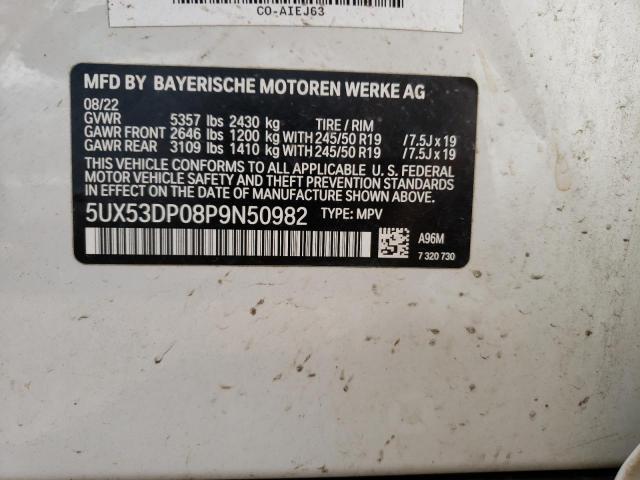 CO-AIEJ63
MFD BY BAYERISCHE MOTOREN WERKE AG
08/22
GVWR 5357 lbs 2430 kg TIRE / RIM
GAWR FRONT 2646 lbs 1200 kg WITH 245/50 R19 /7.5J x 19
GAWR REAR 3109 lbs 1410 kg WITH 245/50 R19 /7.5J x 19
THIS VEHICLE CONFORMS TO ALL APPLICABLE U. S. FEDERAL
MOTOR VEHICLE SAFETY AND THEFT PREVENTION STANDARDS
IN EFFECT ON THE DATE OF MANUFACTURE SHOWN ABOVE.
5UX53DP08P9N50982 TYPE: MPV
A96M
7 320 730